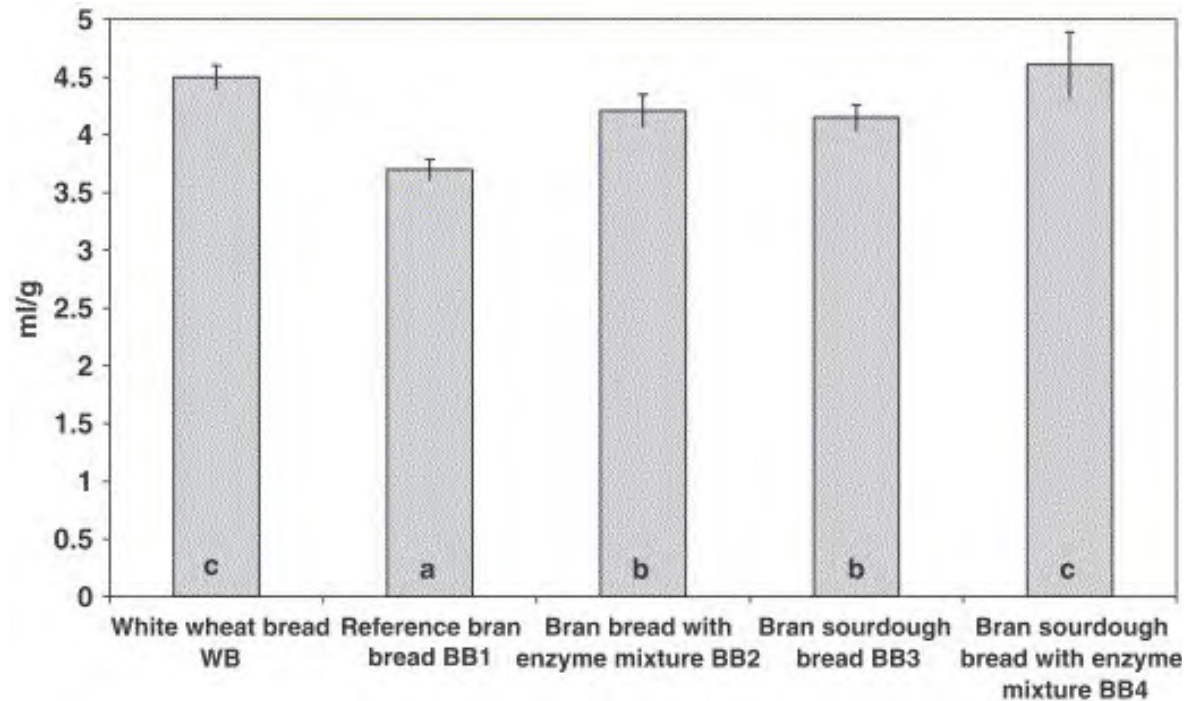 5
4.5
4
3.5
3
2.5
2
1.5
1
0.5
0
ml/g
c
a
b
b
c
White wheat bread
WB
Reference bran
bread BB1
Bran bread with
enzyme mixture BB2
Bran sourdough
bread BB3
Bran sourdough
bread with enzyme
mixture BB4